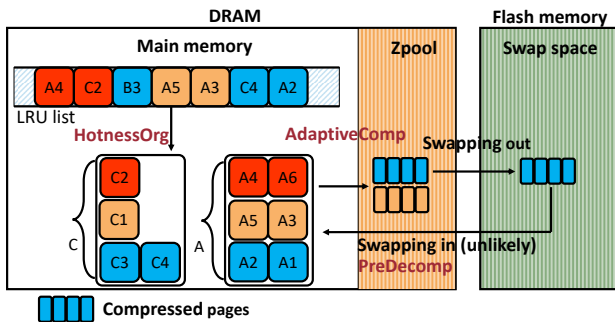 DRAM
Flash memory
Main memory
Zpool
Swap space
A4 C2 B3 A5 A3 C4 A2
LRU list
HotnessOrg
AdaptiveComp
Swapping out
C2
A4 A6
C1
A5 A3
C
A
C3 C4
A2 A1
Swapping in (unlikely)
PreDecomp
Compressed pages